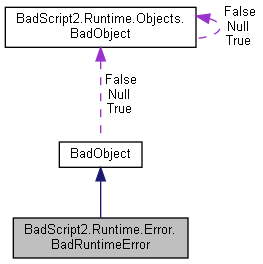 BadScript2.Runtime.Objects.
BadObject
False
Null
True
False
Null
True
BadObject
BadScript2.Runtime.Error.
BadRuntimeError